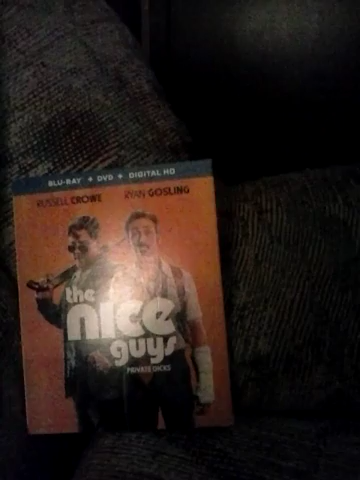 BLU-RAY + DVD + DIGITAL HD
RUSSELL CROWE RYAN GOSLING
the
nice
guys
PRIVATE DICKS